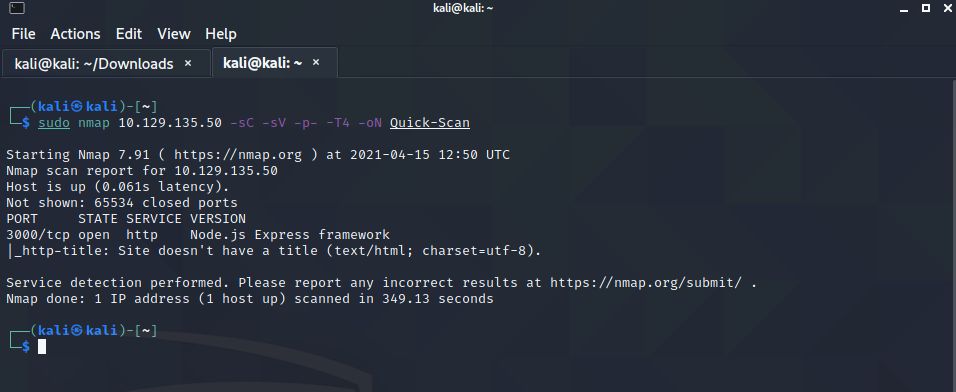 kali@kali: ~
File Actions Edit View Help
kali@kali: ~/Downloads × kali@kali: ~ ×
┌──(kali㉿kali)-[~]
└─$ sudo nmap 10.129.135.50 -sC -sV -p- -T4 -oN Quick-Scan
Starting Nmap 7.91 ( https://nmap.org ) at 2021-04-15 12:50 UTC
Nmap scan report for 10.129.135.50
Host is up (0.061s latency).
Not shown: 65534 closed ports
PORT     STATE SERVICE VERSION
3000/tcp open  http    Node.js Express framework
|_http-title: Site doesn't have a title (text/html; charset=utf-8).
Service detection performed. Please report any incorrect results at https://nmap.org/submit/ .
Nmap done: 1 IP address (1 host up) scanned in 349.13 seconds
┌──(kali㉿kali)-[~]
└─$